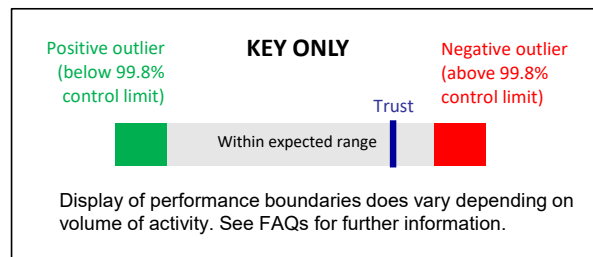 KEY ONLY
Positive outlier
(below 99.8%
control limit)
Negative outlier
(above 99.8%
control limit)
Trust
Within expected range
Display of performance boundaries does vary depending on
volume of activity. See FAQs for further information.